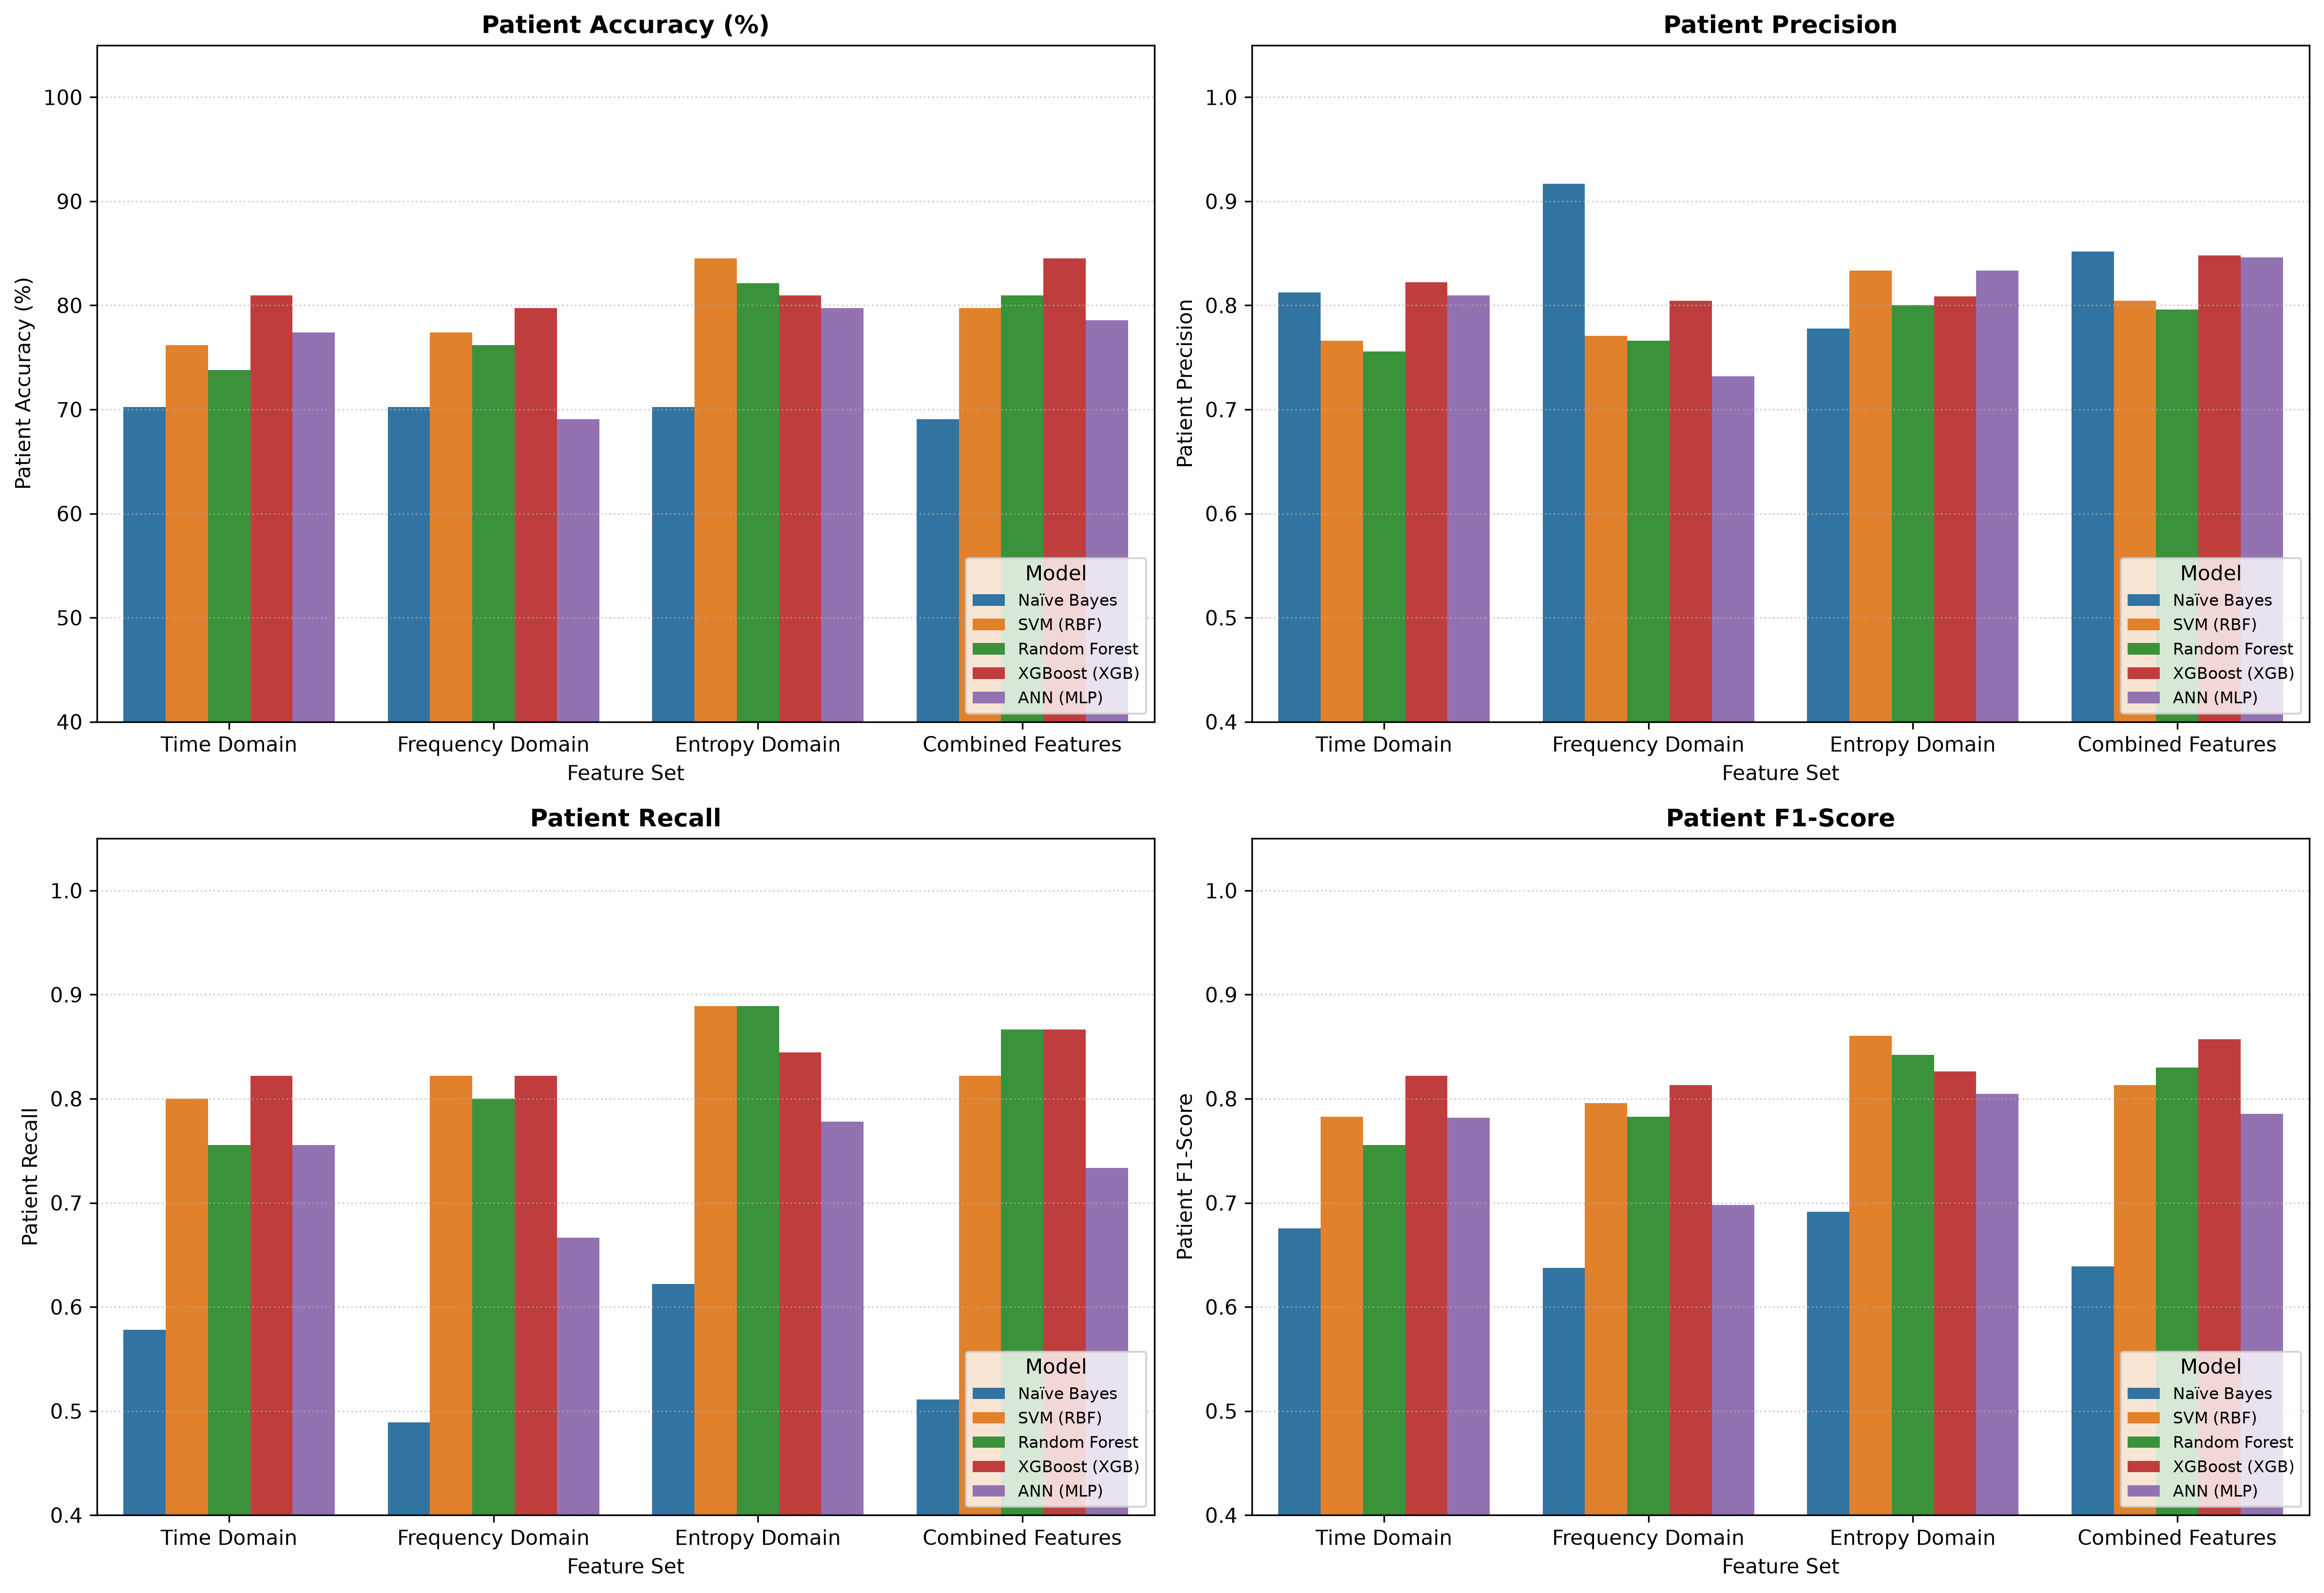 Patient Accuracy (%)
Patient Accuracy (%)
100
90
80
70
60
50
40
Model
Naïve Bayes
SVM (RBF)
Random Forest
XGBoost (XGB)
ANN (MLP)
Time Domain Frequency Domain Entropy Domain Combined Features
Feature Set
Patient Precision
Patient Precision
1.0
0.9
0.8
0.7
0.6
0.5
0.4
Model
Naïve Bayes
SVM (RBF)
Random Forest
XGBoost (XGB)
ANN (MLP)
Time Domain Frequency Domain Entropy Domain Combined Features
Feature Set
Patient Recall
Patient Recall
1.0
0.9
0.8
0.7
0.6
0.5
0.4
Model
Naïve Bayes
SVM (RBF)
Random Forest
XGBoost (XGB)
ANN (MLP)
Time Domain Frequency Domain Entropy Domain Combined Features
Feature Set
Patient F1-Score
Patient F1-Score
1.0
0.9
0.8
0.7
0.6
0.5
0.4
Model
Naïve Bayes
SVM (RBF)
Random Forest
XGBoost (XGB)
ANN (MLP)
Time Domain Frequency Domain Entropy Domain Combined Features
Feature Set